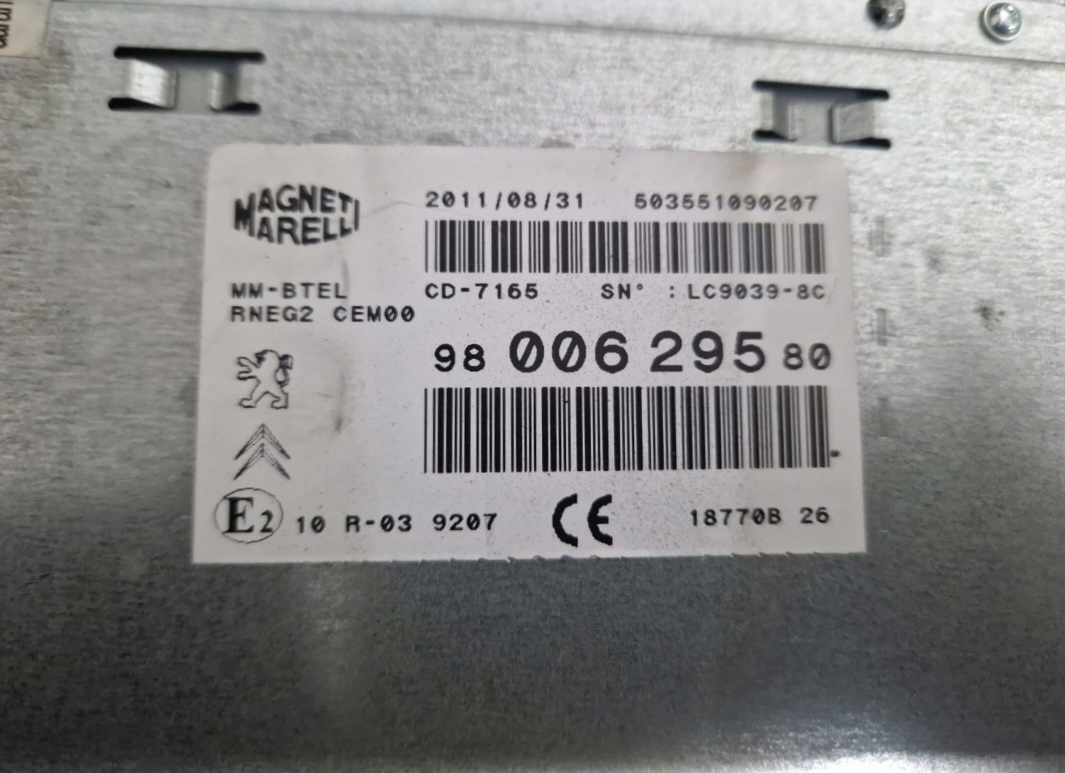 MAGNETI
MARELLI
2011/08/31 503551090207
MM-BTEL CD-7165 SN° : LC9039-8C
RNEG2 CEM00
98 006 295 80
E2 10 R-03 9207 CE 18770B 26